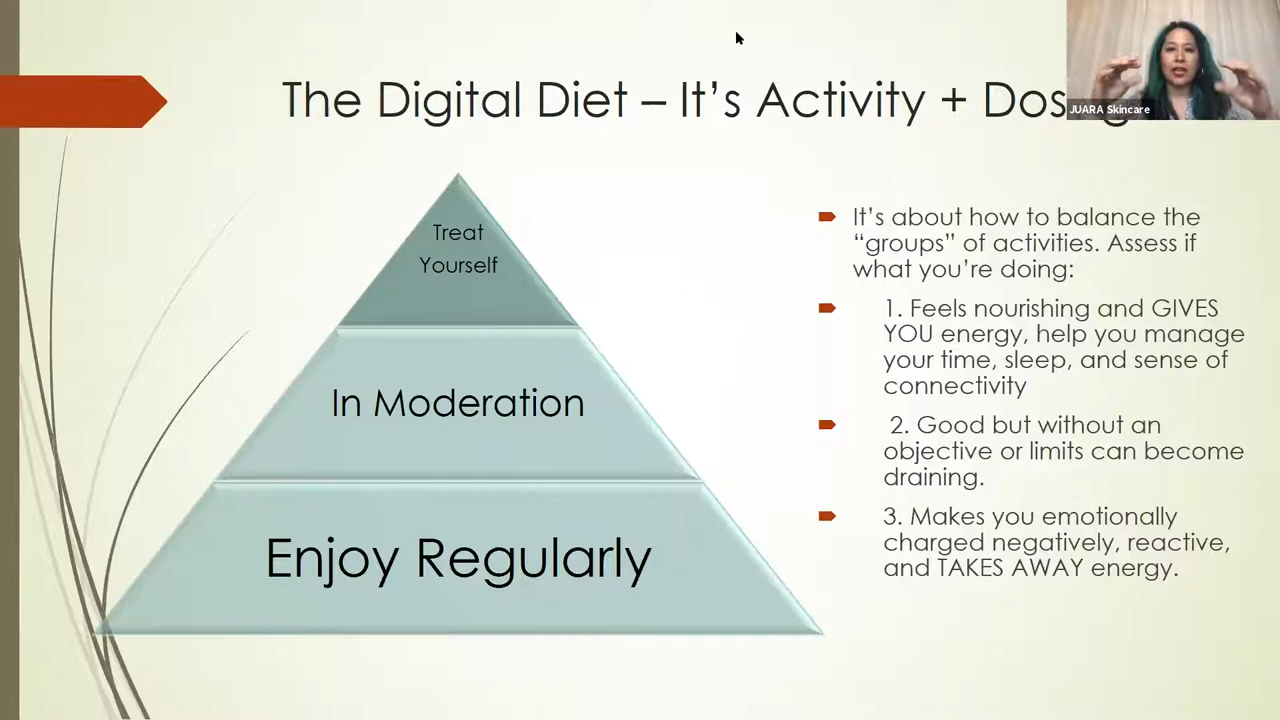 The Digital Diet – It's Activity + 
JUARA Skincare
Treat
Yourself
In Moderation
Enjoy Regularly
It's about how to balance the
“groups” of activities. Assess if
what you're doing:
1. Feels nourishing and GIVES
YOU energy, help you manage
your time, sleep, and sense of
connectivity
2. Good but without an
objective or limits can become
draining.
3. Makes you emotionally
charged negatively, reactive,
and TAKES AWAY energy.